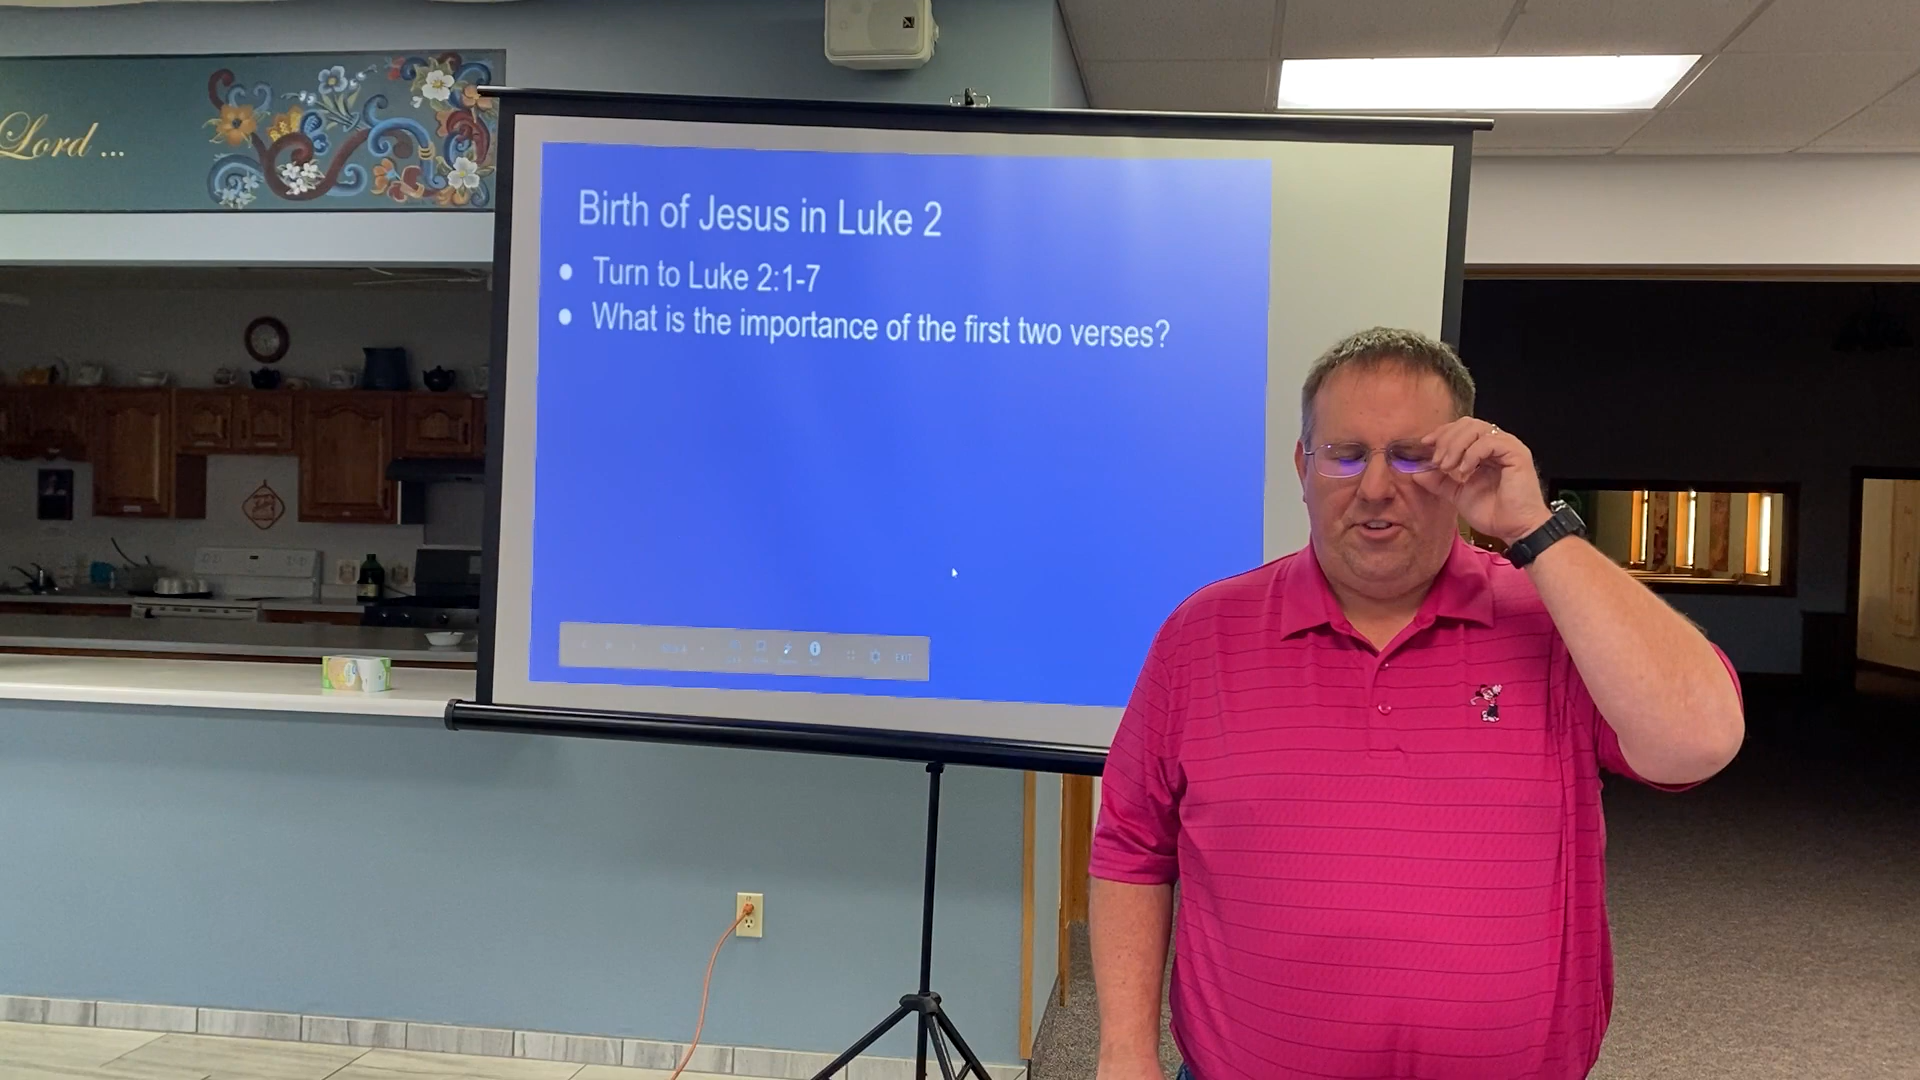 Lord ...
Birth of Jesus in Luke 2
Turn to Luke 2:1-7
What is the importance of the first two verses?
EXIT